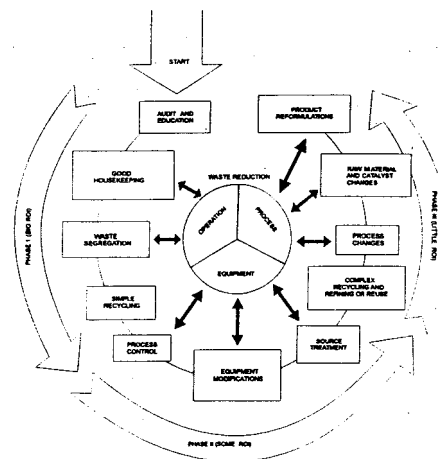 START
AUDIT AND
EDUCATION
PRODUCT
REFORMULATIONS
GOOD
HOUSEKEEPING
WASTE REDUCTION
RAW MATERIAL
AND CATALYST
CHANGES
OPERATION
PROCESS
EQUIPMENT
WASTE
SEGREGATION
PROCESS
CHANGES
COMPLEX
RECYCLING AND
REFINING OR REUSE
SIMPLE
RECYCLING
PROCESS
CONTROL
SOURCE
TREATMENT
EQUIPMENT
MODIFICATIONS
PHASE I (BIG ROI)
PHASE II (SOME ROI)
PHASE III (LITTLE ROI)